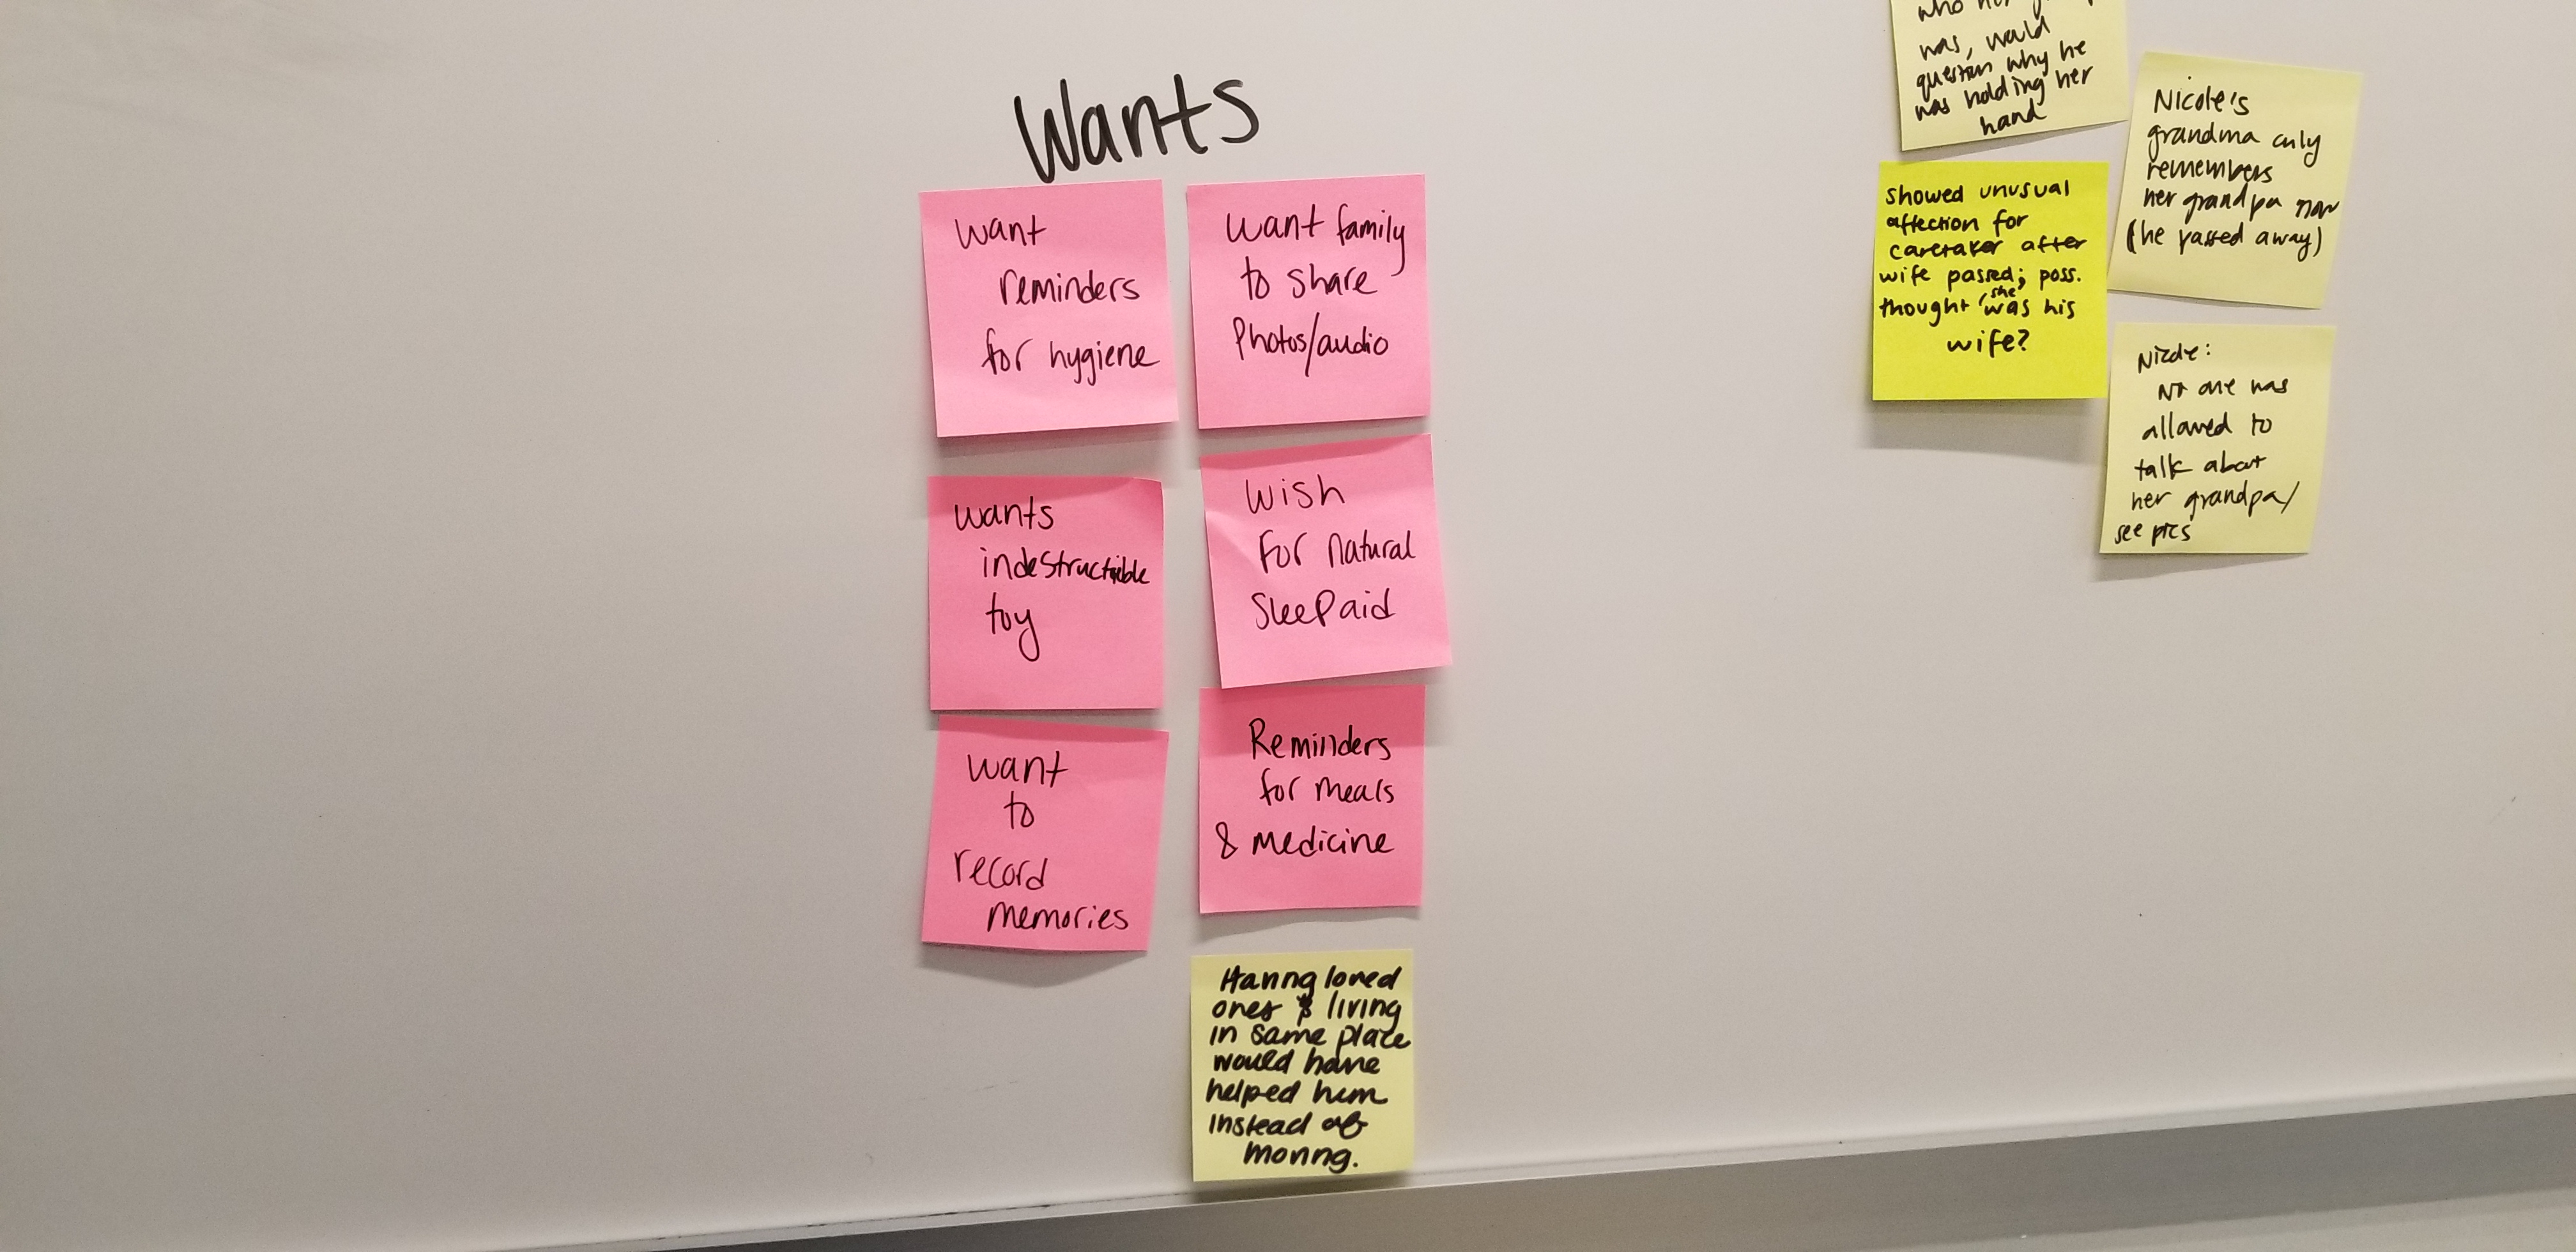 Wants
want
reminders
for hygiene
want family
to share
Photos/audio
wants
indestructible
toy
Wish
For natural
Sleep aid
want
to
record
memories
Reminders
for meals
& medicine
Having loved
ones & living
in same place
would have
helped him
instead of
moving.
who her
was, would
question why he
was holding her
hand
showed unusual
affection for
caretaker after
wife passed; poss.
thought she was his
wife?
Nicole's
grandma only
remembers
her grandpa now
(he passed away)
Nicole:
No one was
allowed to
talk about
her grandpa/
see pics